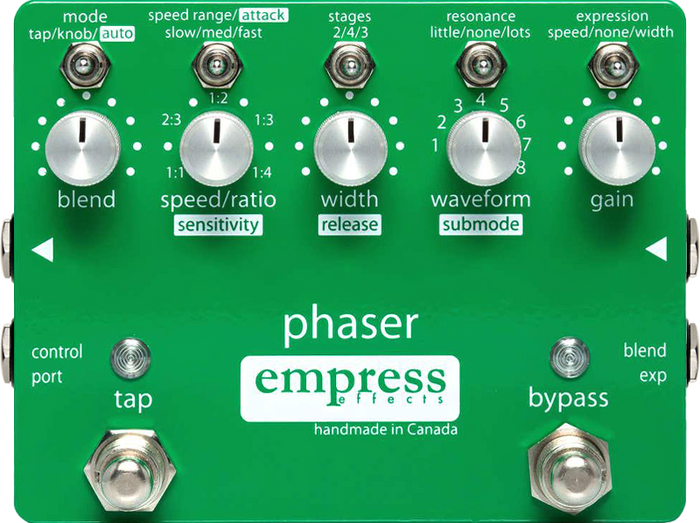 mode
tap/knob/auto
speed range/attack
slow/med/fast
stages
2/4/3
resonance
little/none/lots
expression
speed/none/width
1:2
2:3
1:3
1:1
1:4
4
3
5
2
6
1
7
8
blend
speed/ratio
width
waveform
gain
sensitivity
release
submode
phaser
control
port
blend
exp
empress
effects
tap
bypass
handmade in Canada